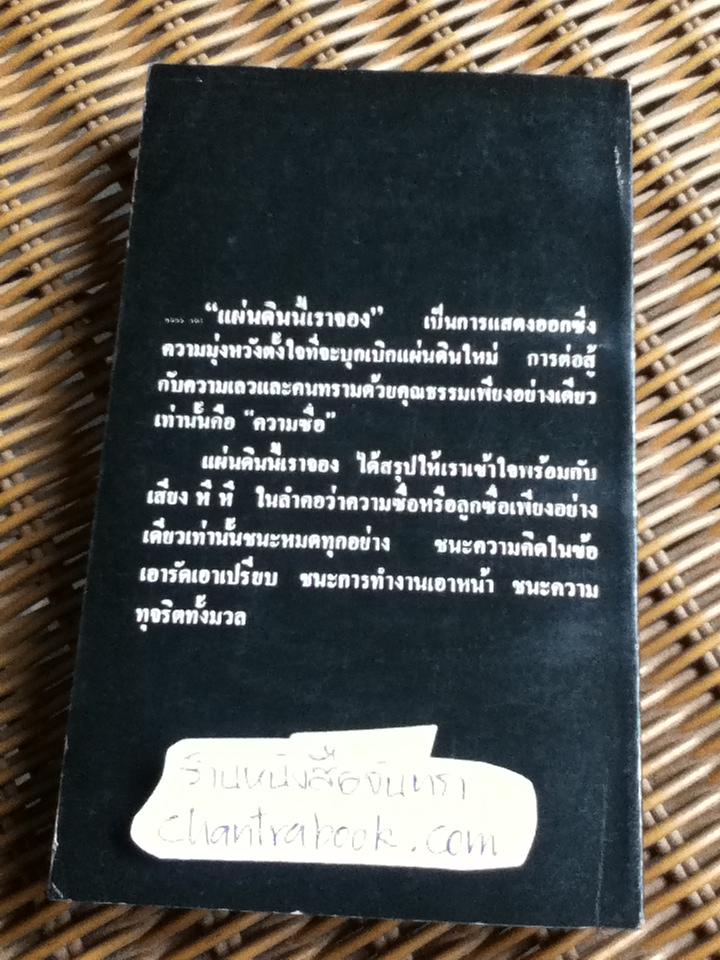 “แผ่นดินนี้เราจอง” เป็นการแสดงออกซึ่ง
ความมุ่งหวังตั้งใจที่จะบุกเบิกแผ่นดินใหม่ การต่อสู้
กับความเลวและคนทรามด้วยคุณธรรมเพียงอย่างเดียว
เท่านั้นคือ “ความซื่อ”
แผ่นดินนี้เราจอง ได้สรุปให้เราเข้าใจพร้อมกับ
เสียง หึ หึ ในลำคอว่าความซื่อหรือลูกซื่อเพียงอย่าง
เดียวเท่านั้นชนะหมดทุกอย่าง ชนะความคิดในข้อ
เอารัดเอาเปรียบ ชนะการทำงานเอาหน้า ชนะความ
ทุจริตทั้งมวล
ร้านหนังสือจันทรา
chantrabook.com